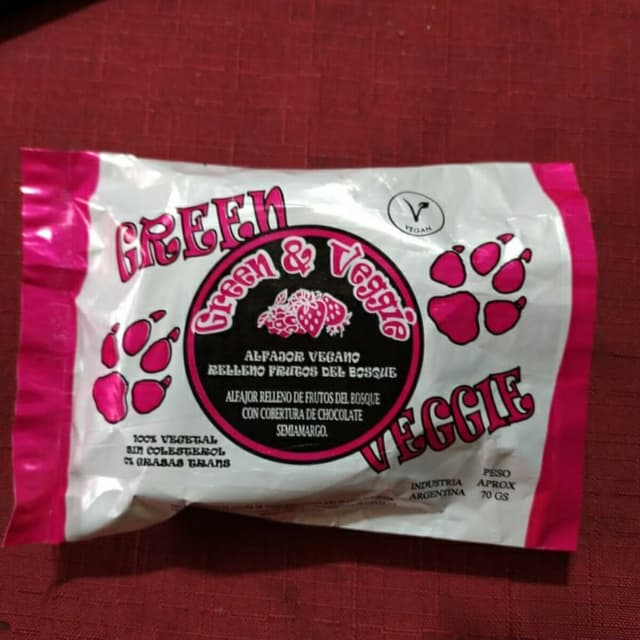 GREEN
VEGAN
Green & Veggie
ALFAJOR VEGANO
RELLENO FRUTOS DEL BOSQUE
ALFAJOR RELLENO DE FRUTOS DEL BOSQUE
CON COBERTURA DE CHOCOLATE
SEMIAMARGO.
VEGGIE
100% VEGETAL
SIN COLESTEROL
0% GRASAS TRANS
INDUSTRIA
ARGENTINA
PESO
APROX
70 GS